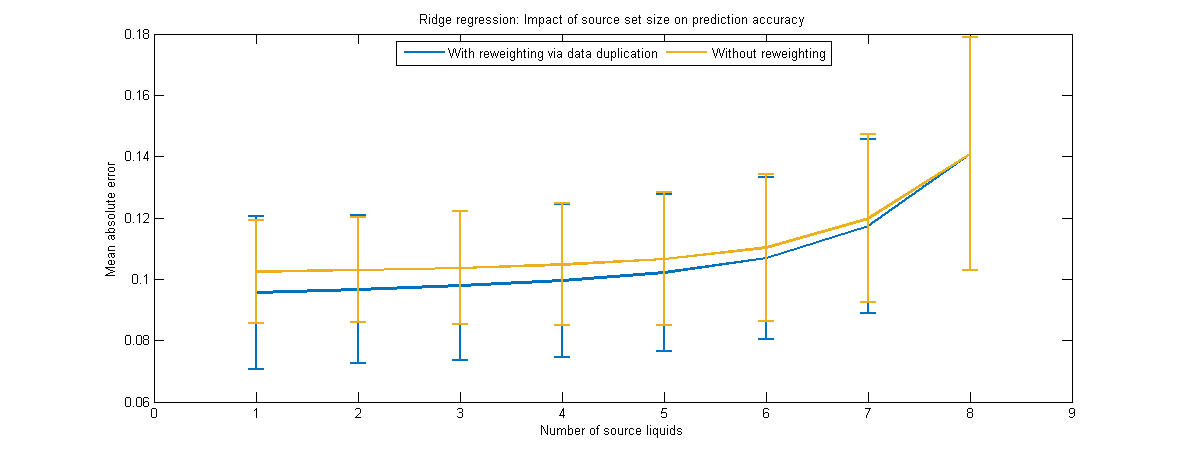 Ridge regression: Impact of source set size on prediction accuracy
With reweighting via data duplication
Without reweighting
0.18
0.16
0.14
0.12
0.1
0.08
0.06
Mean absolute error
0 1 2 3 4 5 6 7 8 9
Number of source liquids